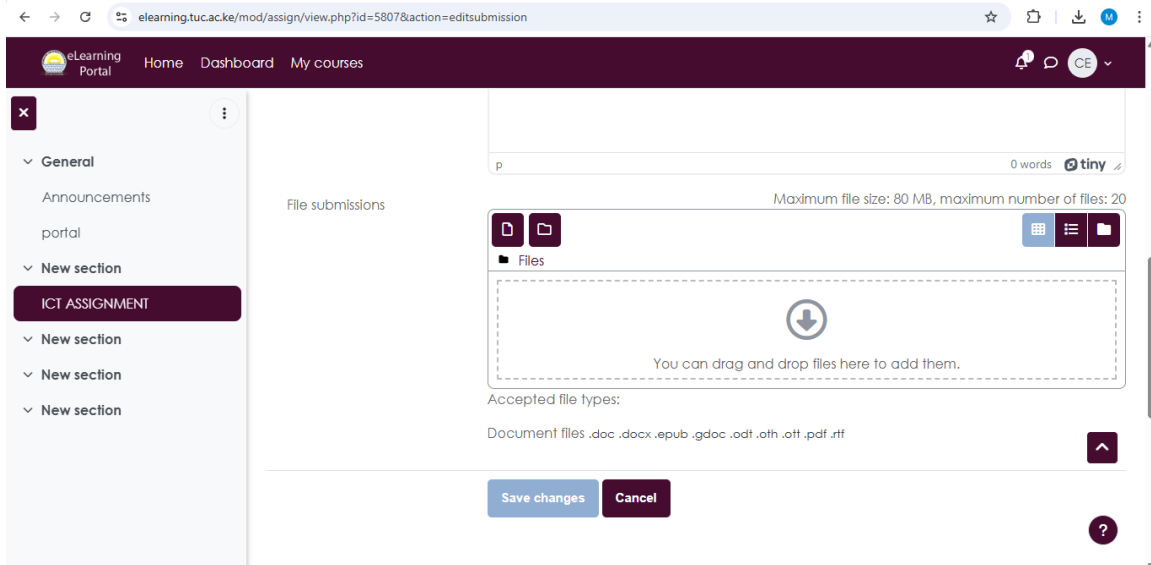 elearning.tuc.ac.ke/mod/assign/view.php?id=5807&action=editsubmission
M
eLearning
Portal
Home Dashboard My courses
1
CE
General
Announcements
portal
New section
ICT ASSIGNMENT
New section
New section
New section
p
0 words tiny
File submissions
Maximum file size: 80 MB, maximum number of files: 20
Files
You can drag and drop files here to add them.
Accepted file types:
Document files .doc .docx .epub .gdoc .odt .oth .ott .pdf .rtf
Save changes Cancel
?